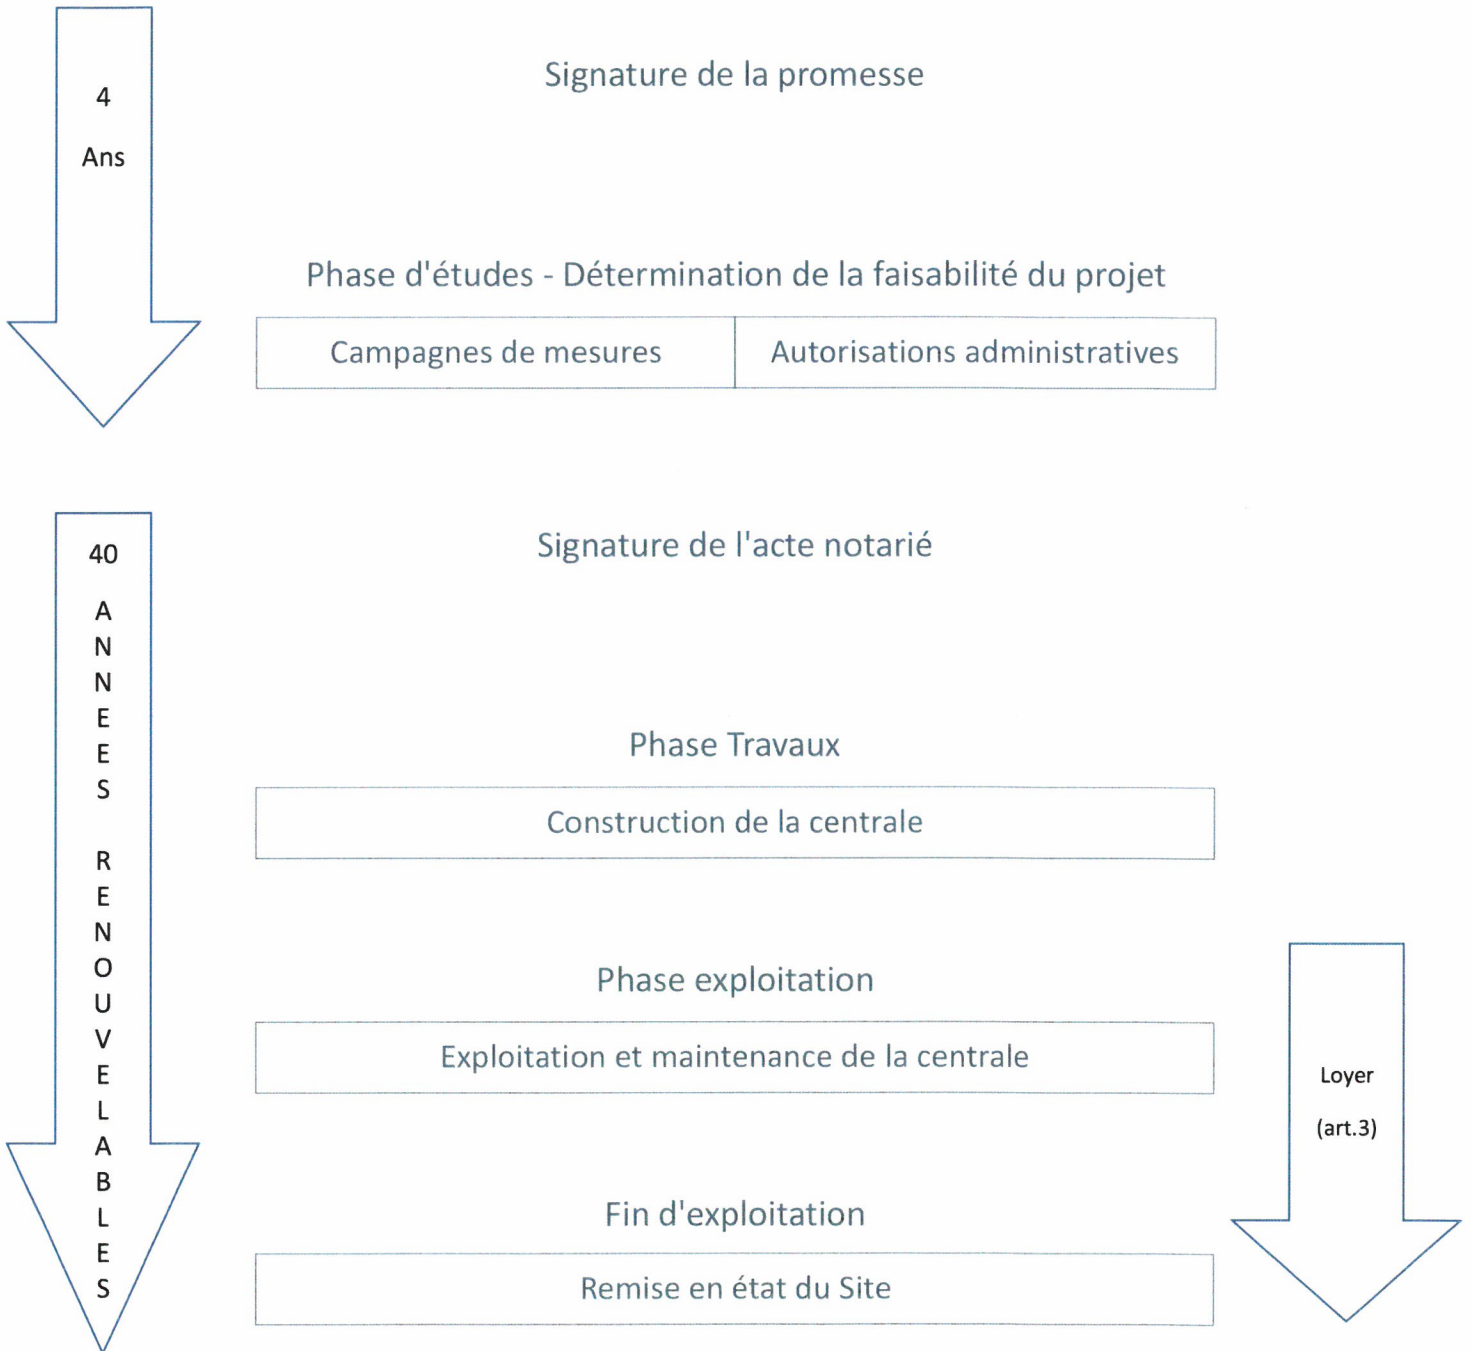 4
Ans
Signature de la promesse
Phase d'études - Détermination de la faisabilité du projet
Campagnes de mesures
Autorisations administratives
40
A
N
N
E
E
S
R
E
N
O
U
V
E
L
A
B
L
E
S
Signature de l'acte notarié
Phase Travaux
Construction de la centrale
Phase exploitation
Exploitation et maintenance de la centrale
Loyer
(art.3)
Fin d'exploitation
Remise en état du Site